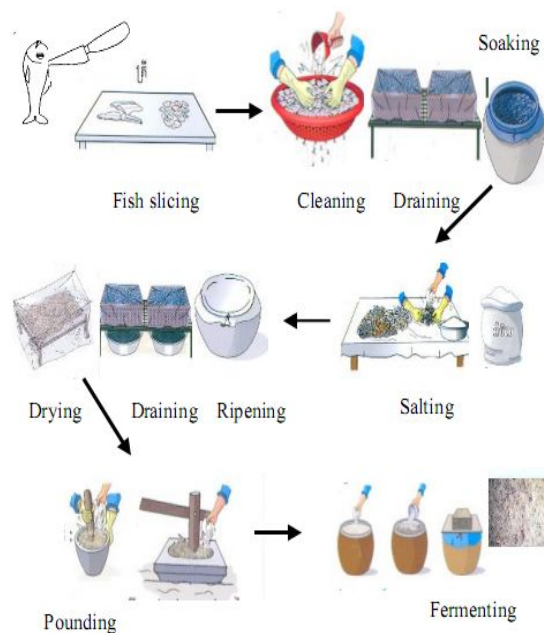 Soaking
Fish slicing
Cleaning
Draining
Drying
Draining
Ripening
Salting
Pounding
Fermenting